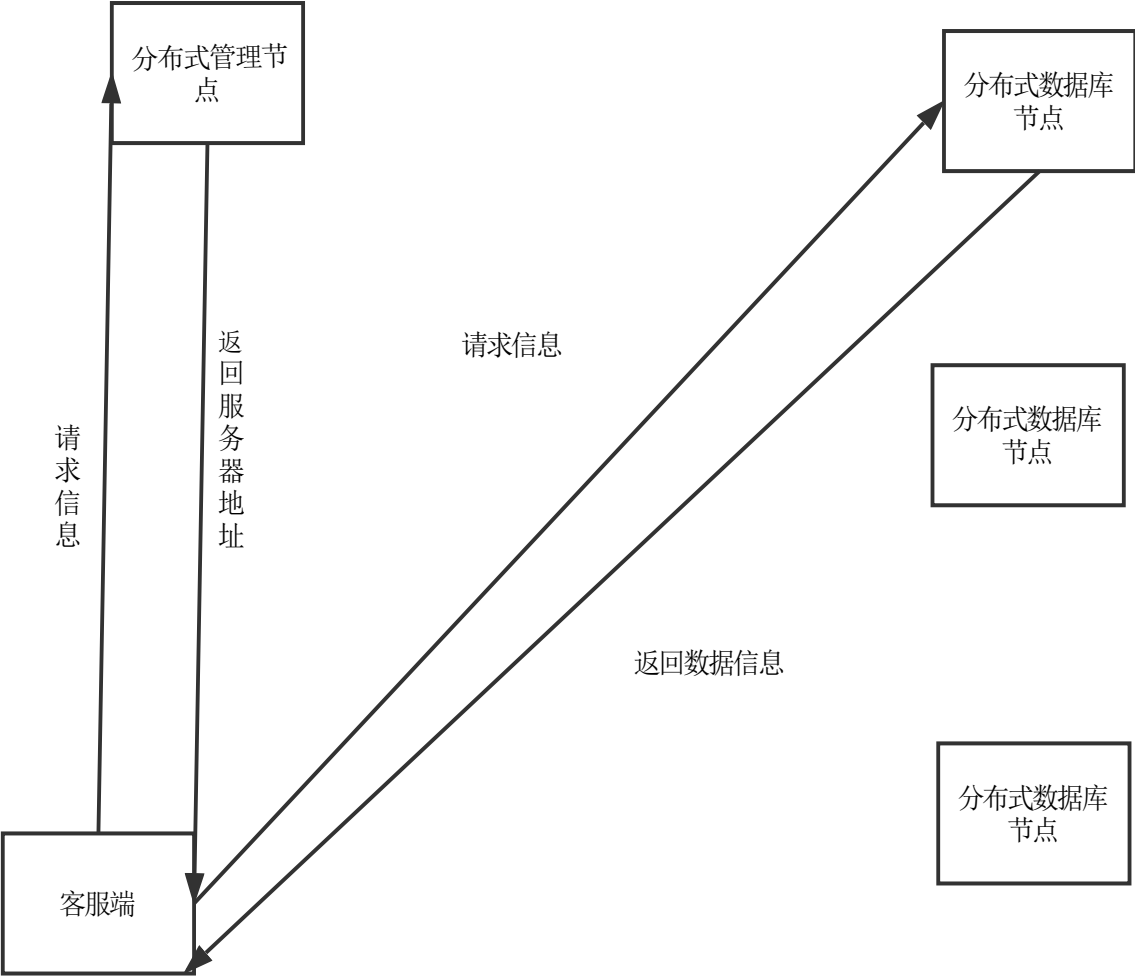 分布式管理节
点
分布式数据库
节点
返回服务器地址
请求信息
请求信息
分布式数据库
节点
返回数据信息
分布式数据库
节点
客服端